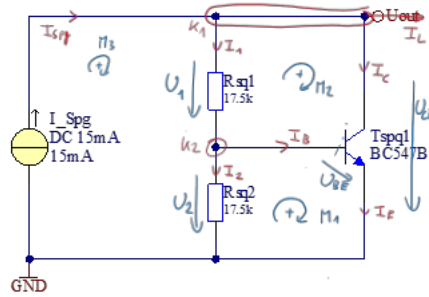 K1
Uout
ISpg
I1
IC
IL
M3
U1
Rsq1
17.5k
M2
I_Spg
DC 15mA
15mA
K2
IB
Tspq1
BC547B
I2
UBE
U2
Rsq2
17.5k
M1
IE
GND